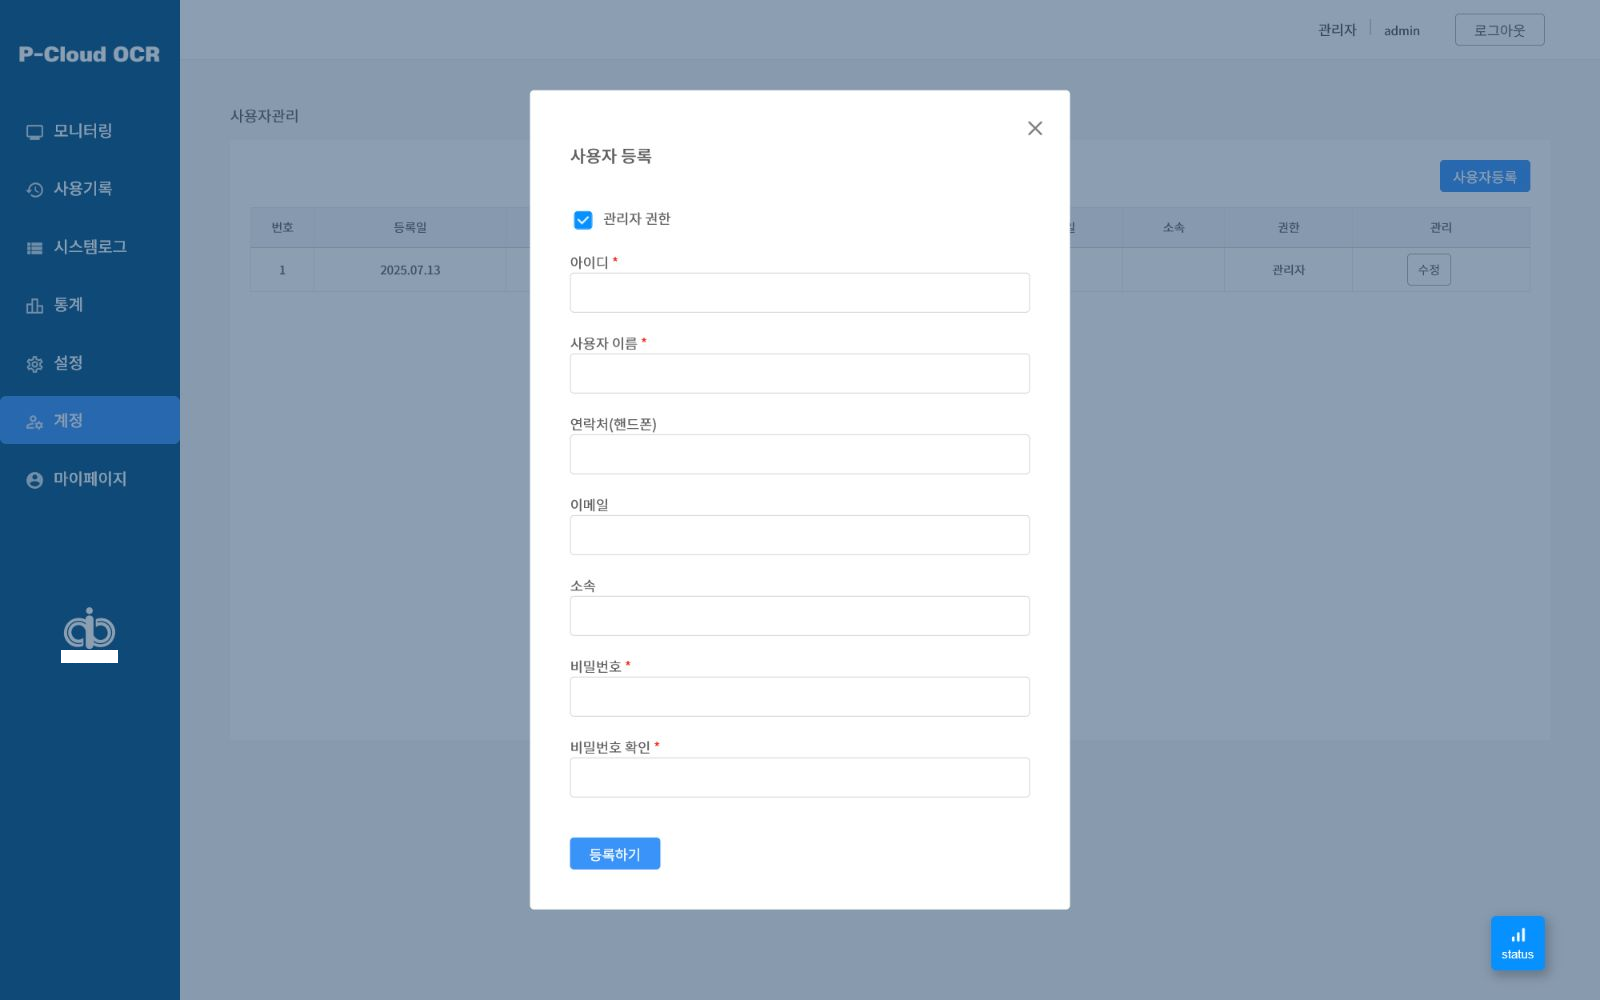 P-Cloud OCR
관리자
admin
로그아웃
모니터링
사용기록
시스템로그
통계
설정
계정
마이페이지
사용자관리
사용자등록
번호
등록일
소속
권한
관리
1
2025.07.13
관리자
수정
사용자 등록
관리자 권한
아이디 *
사용자 이름 *
연락처(핸드폰)
이메일
소속
비밀번호 *
비밀번호 확인 *
등록하기
status